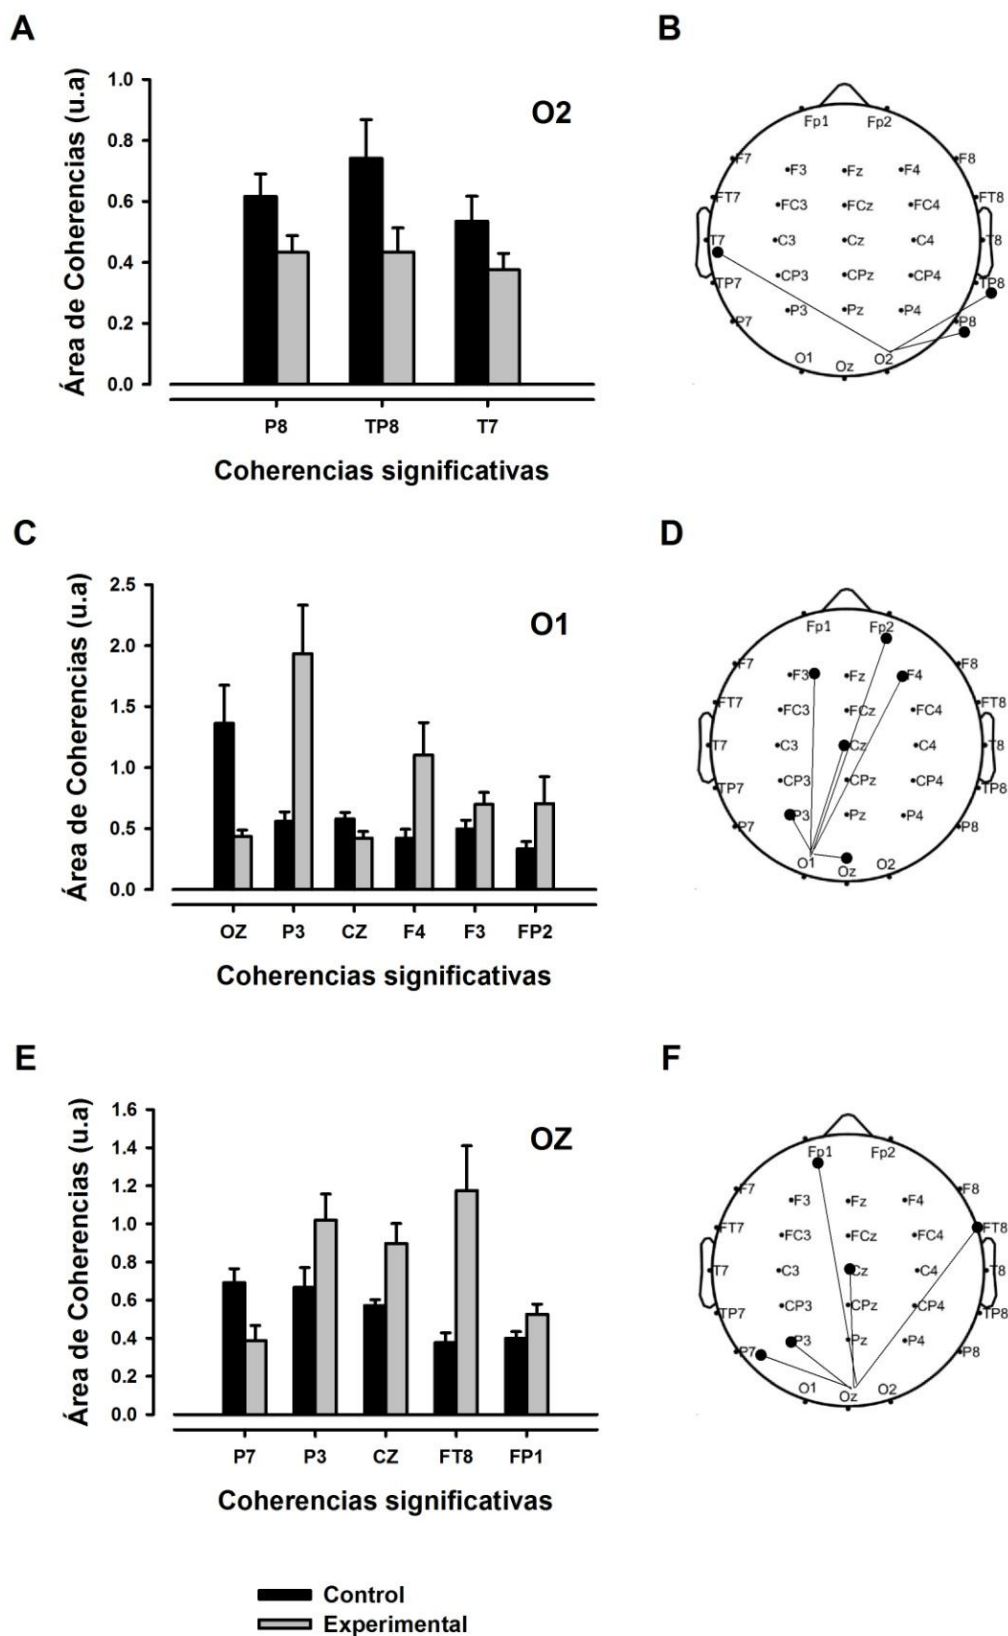 A
B
Área de Coherencias (u.a)
1.0
0.8
0.6
0.4
0.2
0.0
O2
P8 TP8 T7
Coherencias significativas
Fp1 Fp2
F7 F3 Fz F4 F8
FT7 FC3 FCz FC4 FT8
T7 C3 Cz C4 T8
TP7 CP3 CPz CP4 TP8
P7 P3 Pz P4 P8
O1 Oz O2
C
D
Área de Coherencias (u.a)
2.5
2.0
1.5
1.0
0.5
0.0
O1
OZ P3 CZ F4 F3 FP2
Coherencias significativas
Fp1 Fp2
F7 F3 Fz F4 F8
FT7 FC3 FCz FC4 FT8
T7 C3 Cz C4 T8
TP7 CP3 CPz CP4 TP8
P7 P3 Pz P4 P8
O1 Oz O2
E
F
Área de Coherencias (u.a)
1.6
1.4
1.2
1.0
0.8
0.6
0.4
0.2
0.0
OZ
P7 P3 CZ FT8 FP1
Coherencias significativas
Fp1 Fp2
F7 F3 Fz F4 F8
FT7 FC3 FCz FC4 FT8
T7 C3 Cz C4 T8
TP7 CP3 CPz CP4 TP8
P7 P3 Pz P4 P8
O1 Oz O2
Control
Experimental